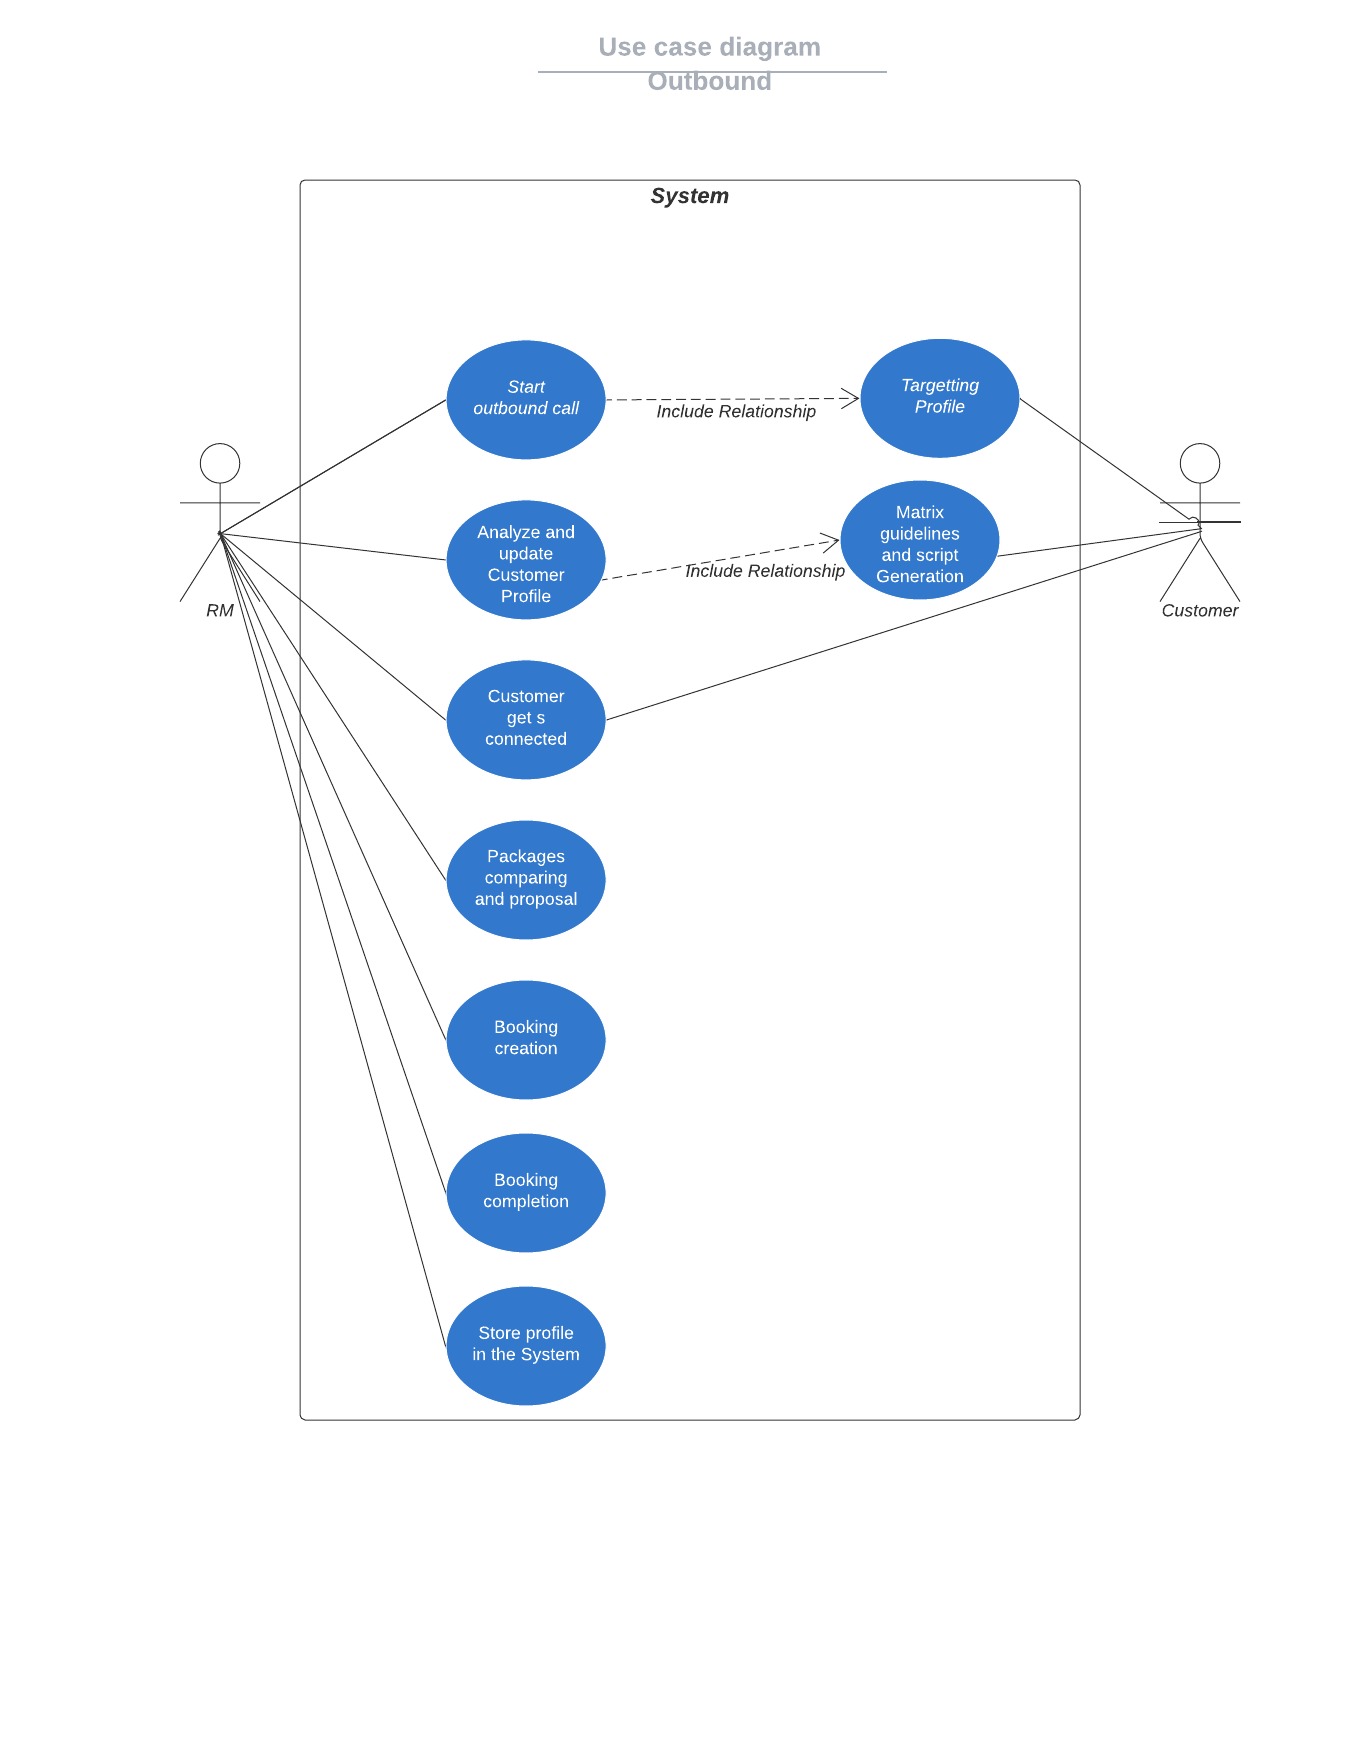 Use case diagram
Outbound
System
Start
outbound call
Include Relationship
Targetting
Profile
Analyze and
update
Customer
Profile
Include Relationship
Matrix
guidelines
and script
Generation
RM
Customer
Customer
get s
connected
Packages
comparing
and proposal
Booking
creation
Booking
completion
Store profile
in the System